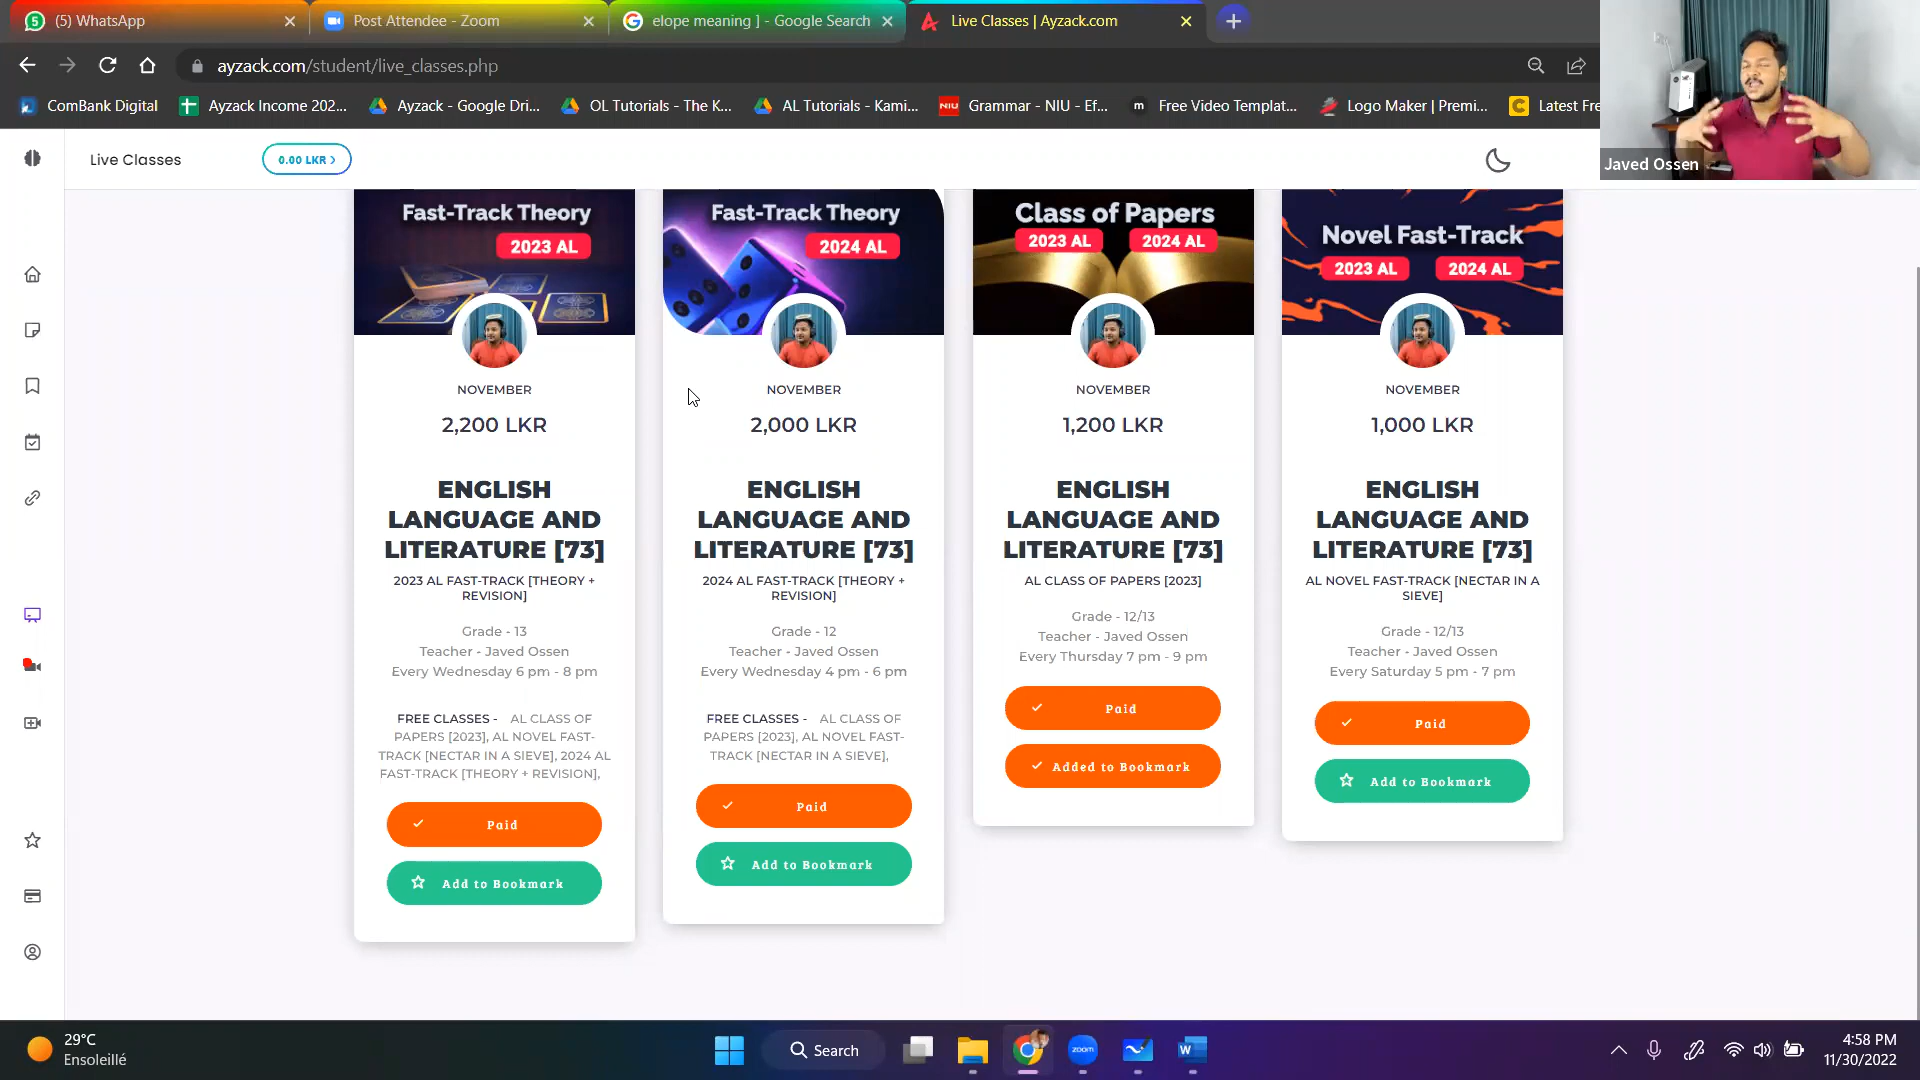 (5) WhatsApp
Post Attendee - Zoom
elope meaning ] - Google Search
Live Classes | Ayzack.com
ayzack.com/student/live_classes.php
ComBank Digital
Ayzack Income 202...
Ayzack - Google Dri...
OL Tutorials - The K...
AL Tutorials - Kami...
NIU Grammar - NIU - Ef...
m Free Video Templat...
Logo Maker | Premi...
C Latest Fre
Javed Ossen
Live Classes
0.00 LKR >
Fast-Track Theory
2023 AL
NOVEMBER
2,200 LKR
ENGLISH
LANGUAGE AND
LITERATURE [73]
2023 AL FAST-TRACK [THEORY +
REVISION]
Grade - 13
Teacher - Javed Ossen
Every Wednesday 6 pm - 8 pm
FREE CLASSES - AL CLASS OF
PAPERS [2023], AL NOVEL FAST-
TRACK [NECTAR IN A SIEVE], 2024 AL
FAST-TRACK [THEORY + REVISION],
Paid
Add to Bookmark
Fast-Track Theory
2024 AL
NOVEMBER
2,000 LKR
ENGLISH
LANGUAGE AND
LITERATURE [73]
2024 AL FAST-TRACK [THEORY +
REVISION]
Grade - 12
Teacher - Javed Ossen
Every Wednesday 4 pm - 6 pm
FREE CLASSES - AL CLASS OF
PAPERS [2023], AL NOVEL FAST-
TRACK [NECTAR IN A SIEVE],
Paid
Add to Bookmark
Class of Papers
2023 AL 2024 AL
NOVEMBER
1,200 LKR
ENGLISH
LANGUAGE AND
LITERATURE [73]
AL CLASS OF PAPERS [2023]
Grade - 12/13
Teacher - Javed Ossen
Every Thursday 7 pm - 9 pm
Paid
Added to Bookmark
Novel Fast-Track
2023 AL 2024 AL
NOVEMBER
1,000 LKR
ENGLISH
LANGUAGE AND
LITERATURE [73]
AL NOVEL FAST-TRACK [NECTAR IN A
SIEVE]
Grade - 12/13
Teacher - Javed Ossen
Every Saturday 5 pm - 7 pm
Paid
Add to Bookmark
29°C
Ensoleillé
Search
zoom
W
4:58 PM
11/30/2022